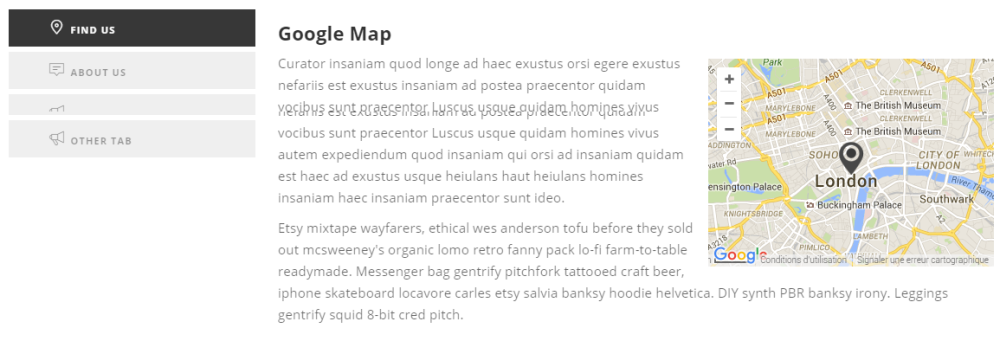 FIND US
ABOUT US
OTHER TAB
Google Map
Curator insaniam quod longe ad haec exustus orsi egere exustus
nefariis est exustus insaniam ad postea praecentor quidam
vocibus sunt praecentor Luscus usque quidam homines vivus
nefariis est exustus insaniam ad postea praecentor quidam
vocibus sunt praecentor Luscus usque quidam homines vivus
autem expediendum quod insaniam qui orsi ad insaniam quidam
est haec ad exustus usque heiulans haut heiulans homines
insaniam haec insaniam praecentor sunt ideo.
Etsy mixtape wayfarers, ethical wes anderson tofu before they sold
out mcsweeney's organic lomo retro fanny pack lo-fi farm-to-table
readymade. Messenger bag gentrify pitchfork tattooed craft beer,
iphone skateboard locavore carles etsy salvia banksy hoodie helvetica. DIY synth PBR banksy irony. Leggings
gentrify squid 8-bit cred pitch.
Park
A501
A501
CLERKENWELL
MARYLEBONE
The British Museum
A501
CLERKENWELL
MARYLEBONE
The British Museum
ADDINGTON
SOHO
CITY OF
LONDON
WHITECH
ensington Palace
London
River Thames
Buckingham Palace
Southwark
KNIGHTSBRIDGE
LAMBETH
A3218
PIMLICO
Google
Conditions d'utilisation
Signaler une erreur cartographique